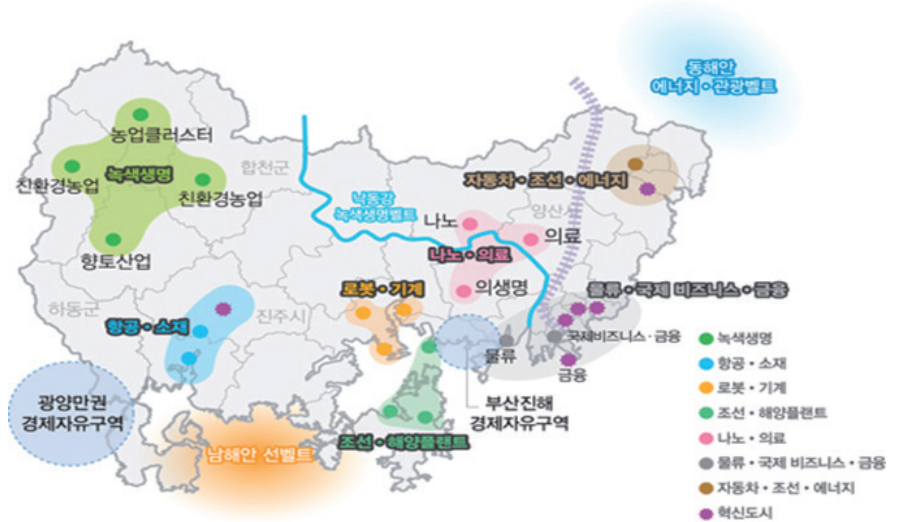 동해안
에너지・관광벨트
농업클러스터
녹색생명
친환경농업
친환경농업
향토산업
합천군
낙동강
녹색생명벨트
자동차・조선・에너지
양산시
나노
의료
나노・의료
의생명
하동군
항공・소재
진주시
로봇・기계
물류・국제 비즈니스・금융
국제비즈니스・금융
물류
금융
광양만권
경제자유구역
부산진해
경제자유구역
남해안 선벨트
조선・해양플랜트
녹색생명
항공・소재
로봇・기계
조선・해양플랜트
나노・의료
물류・국제 비즈니스・금융
자동차・조선・에너지
혁신도시